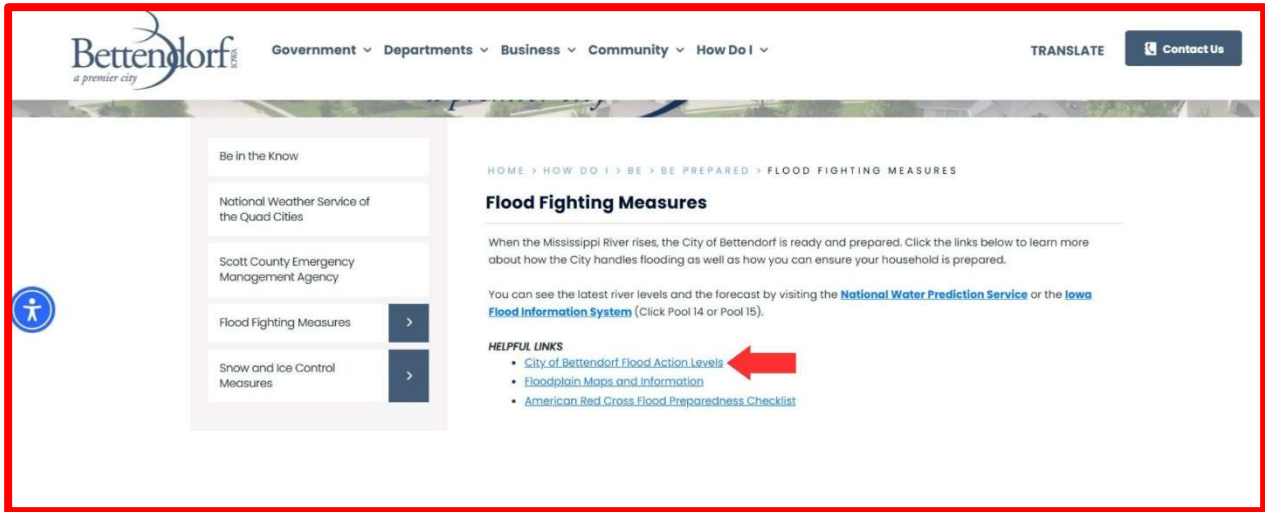 Bettendorf
IOWA
a premier city
Government Departments Business Community How Do I
TRANSLATE
Contact Us
a premier city
Be in the Know
National Weather Service of
the Quad Cities
Scott County Emergency
Management Agency
Flood Fighting Measures
Snow and Ice Control
Measures
HOME > HOW DO I > BE > BE PREPARED > FLOOD FIGHTING MEASURES
Flood Fighting Measures
When the Mississippi River rises, the City of Bettendorf is ready and prepared. Click the links below to learn more
about how the City handles flooding as well as how you can ensure your household is prepared.
You can see the latest river levels and the forecast by visiting the National Water Prediction Service or the Iowa
Flood Information System (Click Pool 14 or Pool 15).
HELPFUL LINKS
• City of Bettendorf Flood Action Levels
• Floodplain Maps and Information
• American Red Cross Flood Preparedness Checklist